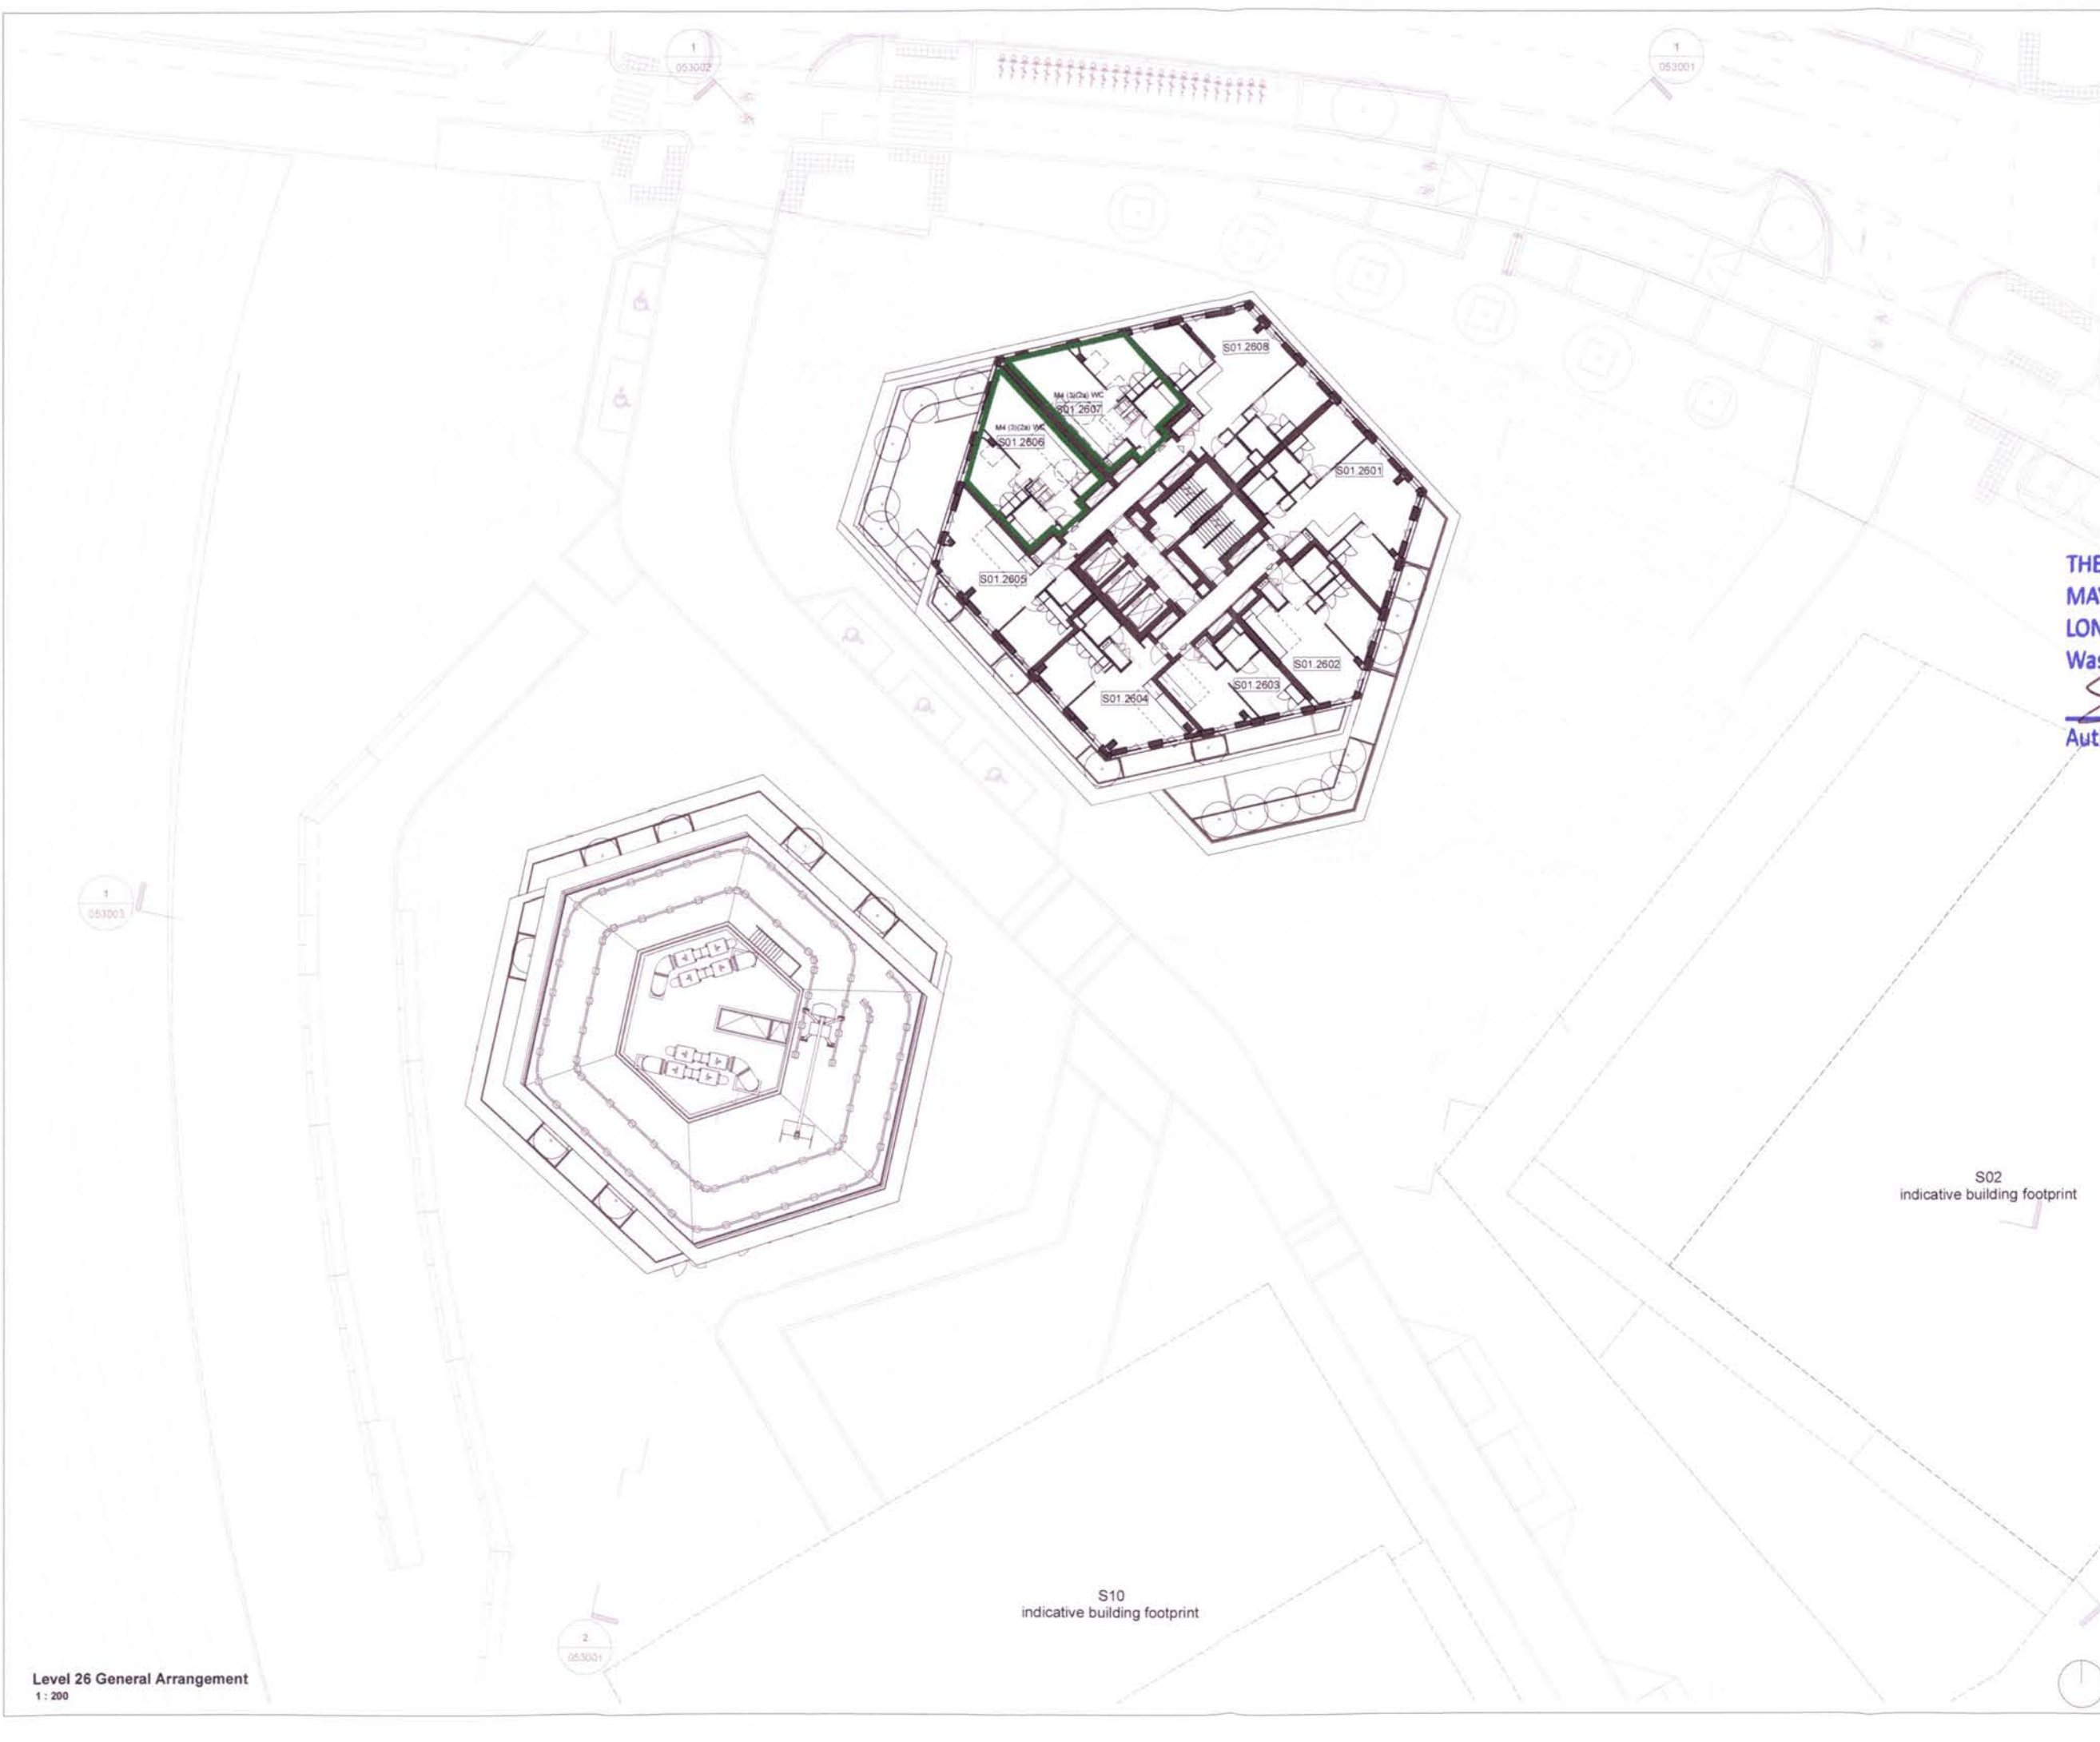 1
053002
1
053001
S01.2608
M4 (3)(2a) WC
S01.2607
M4 (3)(2a) WC
S01.2606
S01.2601
S01.2605
S01.2602
S01.2603
S01.2604
THE
MA
LON
Was
Aut
1
053003
S02
indicative building footprint
S10
indicative building footprint
2
053001
Level 26 General Arrangement
1 : 200